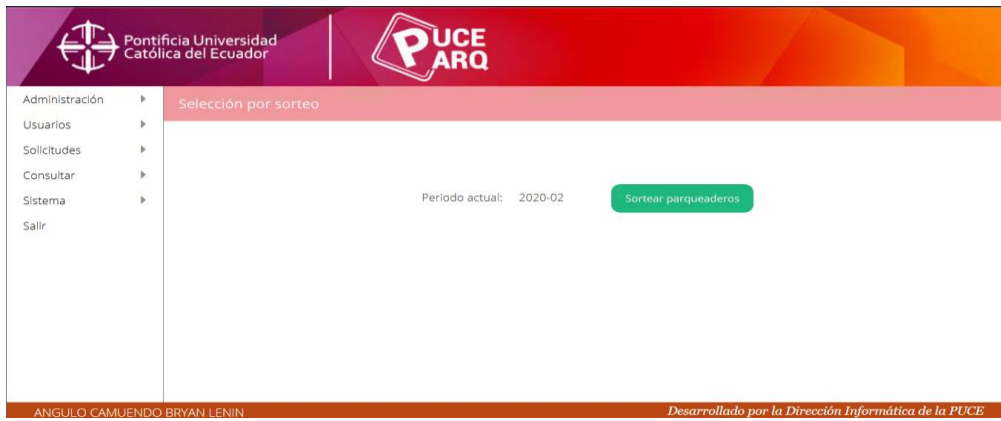 Pontificia Universidad
Católica del Ecuador
PUCE
PARQ
Administración
Usuarios
Solicitudes
Consultar
Sistema
Salir
Selección por sorteo
Periodo actual: 2020-02 Sortear parqueaderos
ANGULO CAMUENDO BRYAN LENIN Desarrollado por la Dirección Informática de la PUCE